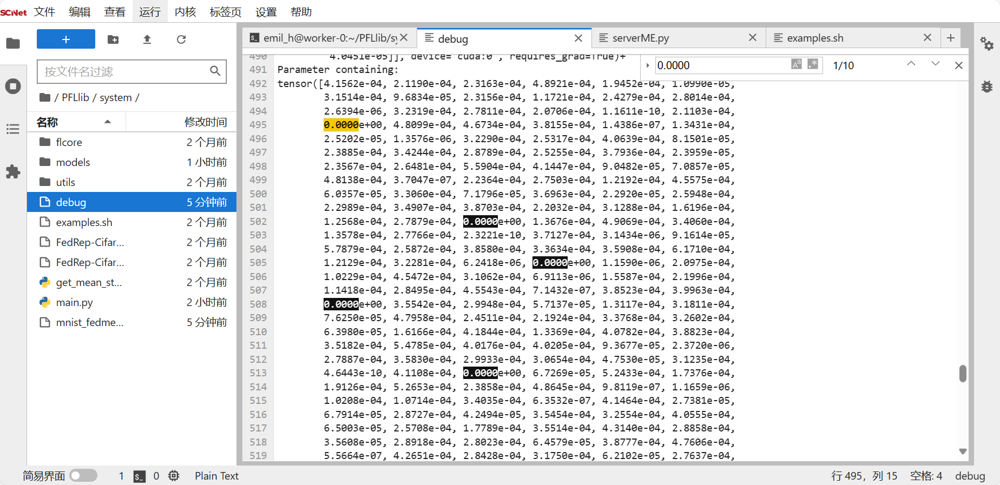 SCNet 文件 编辑 查看 运行 内核 标签页 设置 帮助
+
按文件名过滤
/ PFLlib / system /
名称 修改时间
flcore 2 个月前
models 1 小时前
utils 2 个月前
debug 5 分钟前
examples.sh 2 个月前
FedRep-Cifar... 2 个月前
FedRep-Cifar... 2 个月前
get_mean_st... 2 个月前
main.py 2 小时前
mnist_fedme... 5 分钟前
emil_h@worker-0:~/PFLlib/sy debug serverME.py examples.sh +
0.0000 1/10
490 4.0451e-05]], device='cuda:0', requires_grad=True)+
491 Parameter containing:
492 tensor([4.1562e-04, 2.1190e-04, 2.3163e-04, 4.8921e-04, 1.9452e-04, 1.0990e-05,
493 3.1514e-04, 9.6834e-05, 2.3156e-04, 1.1721e-04, 2.4279e-04, 2.8014e-04,
494 2.6394e-06, 3.2319e-04, 2.7811e-04, 2.0706e-04, 1.1611e-10, 2.1103e-04,
495 0.0000e+00, 4.8099e-04, 4.6734e-04, 3.8155e-04, 1.4386e-07, 1.3431e-04,
496 2.5202e-05, 1.3576e-06, 3.2290e-04, 2.5317e-04, 4.0639e-04, 8.1501e-05,
497 2.3885e-04, 3.4244e-04, 2.8789e-04, 2.5255e-04, 3.7936e-04, 2.3959e-05,
498 2.3567e-04, 2.6481e-04, 5.5904e-04, 4.1447e-04, 9.0482e-05, 7.0857e-05,
499 4.8138e-04, 3.7047e-07, 2.2364e-04, 2.7503e-04, 1.2192e-04, 4.5575e-04,
500 6.0357e-05, 3.3060e-04, 7.1796e-05, 3.6963e-04, 2.2920e-05, 2.5948e-04,
501 2.2989e-04, 3.4907e-04, 3.8703e-04, 2.2032e-04, 3.1288e-04, 1.6196e-04,
502 1.2568e-04, 2.7879e-04, 0.0000e+00, 1.3676e-04, 4.9069e-04, 3.4060e-04,
503 1.3578e-04, 2.7766e-04, 2.3221e-10, 3.7127e-04, 3.1434e-06, 9.1614e-05,
504 5.7879e-04, 2.5872e-04, 3.8580e-04, 3.3634e-04, 3.5908e-04, 6.1710e-04,
505 1.2129e-04, 3.2281e-04, 6.2418e-06, 0.0000e+00, 1.1590e-06, 2.0975e-04,
506 1.0229e-04, 4.5472e-04, 3.1062e-04, 6.9113e-06, 1.5587e-04, 2.1996e-04,
507 1.1418e-04, 2.8495e-04, 4.5543e-04, 7.1432e-07, 3.8523e-04, 3.9963e-04,
508 0.0000e+00, 3.5542e-04, 2.9948e-04, 5.7137e-05, 1.3117e-04, 3.1811e-04,
509 7.6250e-05, 4.7958e-04, 2.4511e-04, 2.1924e-04, 3.3768e-04, 3.2602e-04,
510 6.3980e-05, 1.6166e-04, 4.1844e-04, 1.3369e-04, 4.0782e-04, 3.8823e-04,
511 3.5182e-04, 5.4785e-04, 4.0176e-04, 4.0205e-04, 9.3677e-05, 2.3720e-06,
512 2.7887e-04, 3.5830e-04, 2.9933e-04, 3.0654e-04, 4.7530e-05, 3.1235e-04,
513 4.6443e-10, 4.1108e-04, 0.0000e+00, 6.7269e-05, 5.2433e-04, 1.7376e-04,
514 1.9126e-04, 5.2653e-04, 2.3858e-04, 4.8645e-04, 9.8119e-07, 1.1659e-06,
515 1.0208e-04, 1.0714e-04, 3.4035e-04, 6.3532e-07, 4.1464e-04, 2.7381e-05,
516 6.7914e-05, 2.8727e-04, 4.2494e-05, 3.5454e-04, 3.2554e-04, 4.0555e-04,
517 6.5003e-05, 2.5708e-04, 1.7789e-04, 3.5514e-04, 4.3140e-04, 2.8858e-04,
518 3.5608e-05, 2.8918e-04, 2.8023e-04, 6.4579e-05, 3.8777e-04, 4.7606e-04,
519 5.5664e-07, 4.2651e-04, 2.8428e-04, 3.1750e-04, 6.2102e-05, 2.7637e-04,
简易界面 1 0 Plain Text 行 495，列 15 空格: 4 debug